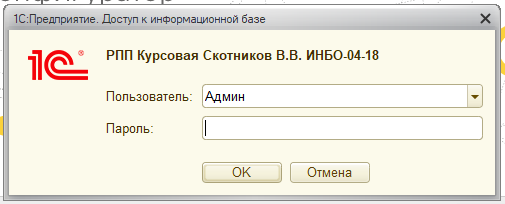 1С:Предприятие. Доступ к информационной базе
1С
РПП Курсовая Скотников В.В. ИНБО-04-18
Пользователь: Админ
Пароль:
OK Отмена